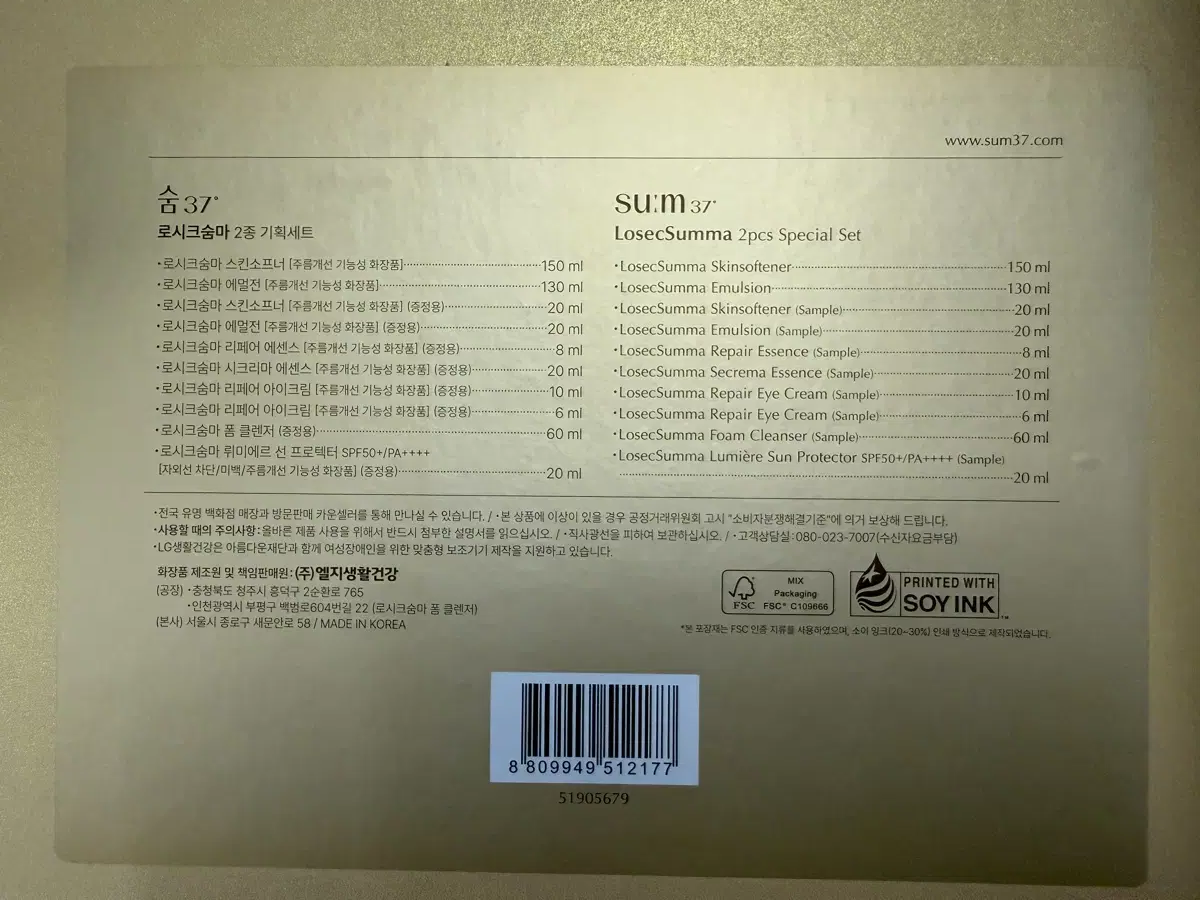 www.sum37.com
숨37°
로시크숨마 2종 기획세트
•로시크숨마 스킨소프너 [주름개선 기능성 화장품] 150 ml
•로시크숨마 에멀전 [주름개선 기능성 화장품] 130 ml
•로시크숨마 스킨소프너 [주름개선 기능성 화장품] (증정용) 20 ml
•로시크숨마 에멀전 [주름개선 기능성 화장품] (증정용) 20 ml
•로시크숨마 리페어 에센스 [주름개선 기능성 화장품] (증정용) 8 ml
•로시크숨마 시크리마 에센스 [주름개선 기능성 화장품] (증정용) 20 ml
•로시크숨마 리페어 아이크림 [주름개선 기능성 화장품] (증정용) 10 ml
•로시크숨마 리페어 아이크림 [주름개선 기능성 화장품] (증정용) 6 ml
•로시크숨마 폼 클렌저 (증정용) 60 ml
•로시크숨마 뤼미에르 선 프로텍터 SPF50+/PA++++
[자외선 차단/미백/주름개선 기능성 화장품] (증정용) 20 ml
su:m37°
LosecSumma 2pcs Special Set
•LosecSumma Skinsoftener 150 ml
•LosecSumma Emulsion 130 ml
•LosecSumma Skinsoftener (Sample) 20 ml
•LosecSumma Emulsion (Sample) 20 ml
•LosecSumma Repair Essence (Sample) 8 ml
•LosecSumma Secrema Essence (Sample) 20 ml
•LosecSumma Repair Eye Cream (Sample) 10 ml
•LosecSumma Repair Eye Cream (Sample) 6 ml
•LosecSumma Foam Cleanser (Sample) 60 ml
•LosecSumma Lumière Sun Protector SPF50+/PA++++ (Sample)
20 ml
•전국 유명 백화점 매장과 방문판매 카운셀러를 통해 만나실 수 있습니다. / •본 상품에 이상이 있을 경우 공정거래위원회 고시 "소비자분쟁해결기준"에 의거 보상해 드립니다.
•사용할 때의 주의사항: 올바른 제품 사용을 위해서 반드시 첨부한 설명서를 읽으십시오. / •직사광선을 피하여 보관하십시오. / •고객상담실: 080-023-7007(수신자요금부담)
•LG생활건강은 아름다운재단과 함께 여성장애인을 위한 맞춤형 보조기기 제작을 지원하고 있습니다.
화장품 제조원 및 책임판매원: (주)엘지생활건강
(공장) •충청북도 청주시 흥덕구 2순환로 765
•인천광역시 부평구 백범로604번길 22 (로시크숨마 폼 클렌저)
(본사) 서울시 종로구 새문안로 58 / MADE IN KOREA
FSC
MIX
Packaging
FSC® C109666
PRINTED WITH
SOY INK™
*본 포장재는 FSC 인증 지류를 사용하였으며, 소이 잉크(20~30%) 인쇄 방식으로 제작되었습니다.
8 809949 512177
51905679